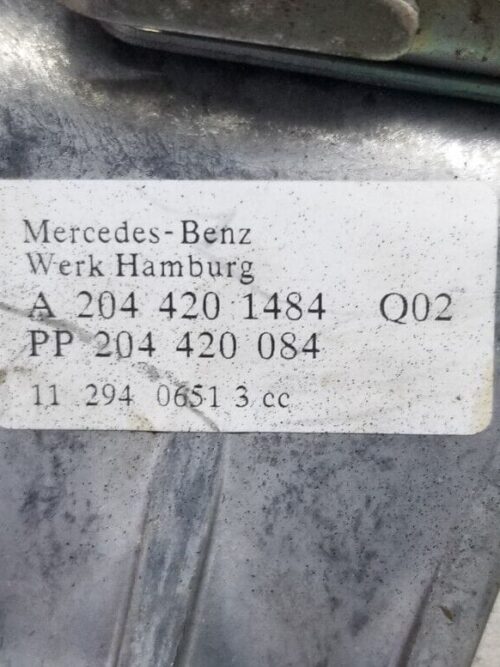 Mercedes-Benz
Werk Hamburg
A 204 420 1484 Q02
PP 204 420 084
11 294 0651 3 cc